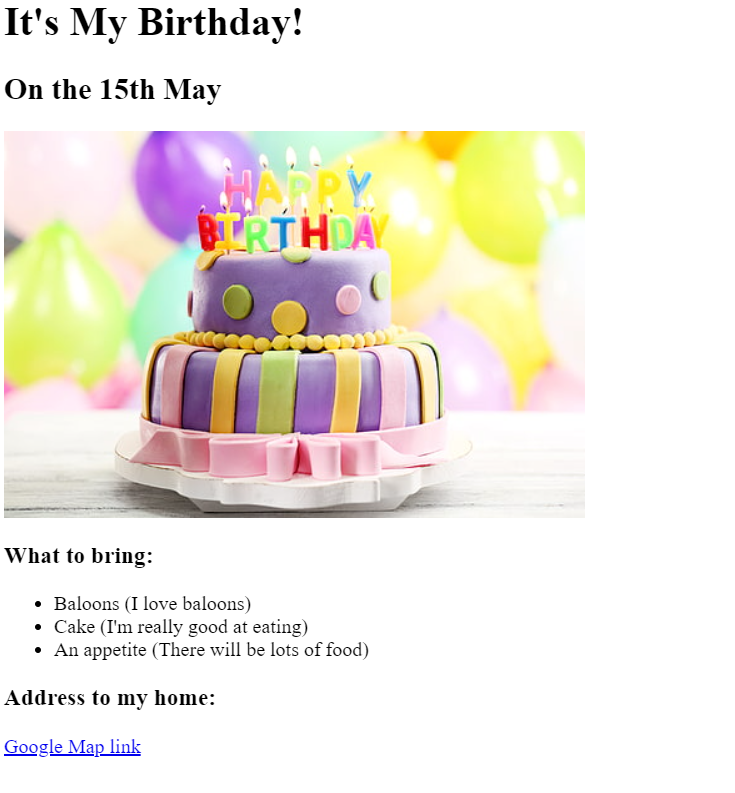 It's My Birthday!
On the 15th May
HAPPY
BIRTHDAY
What to bring:
Baloons (I love baloons)
Cake (I'm really good at eating)
An appetite (There will be lots of food)
Address to my home:
Google Map link